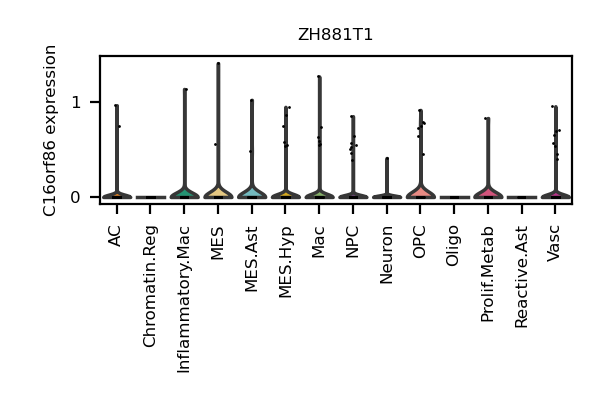 ZH881T1
C16orf86 expression
1
0
AC
Chromatin.Reg
Inflammatory.Mac
MES
MES.Ast
MES.Hyp
Mac
NPC
Neuron
OPC
Oligo
Prolif.Metab
Reactive.Ast
Vasc